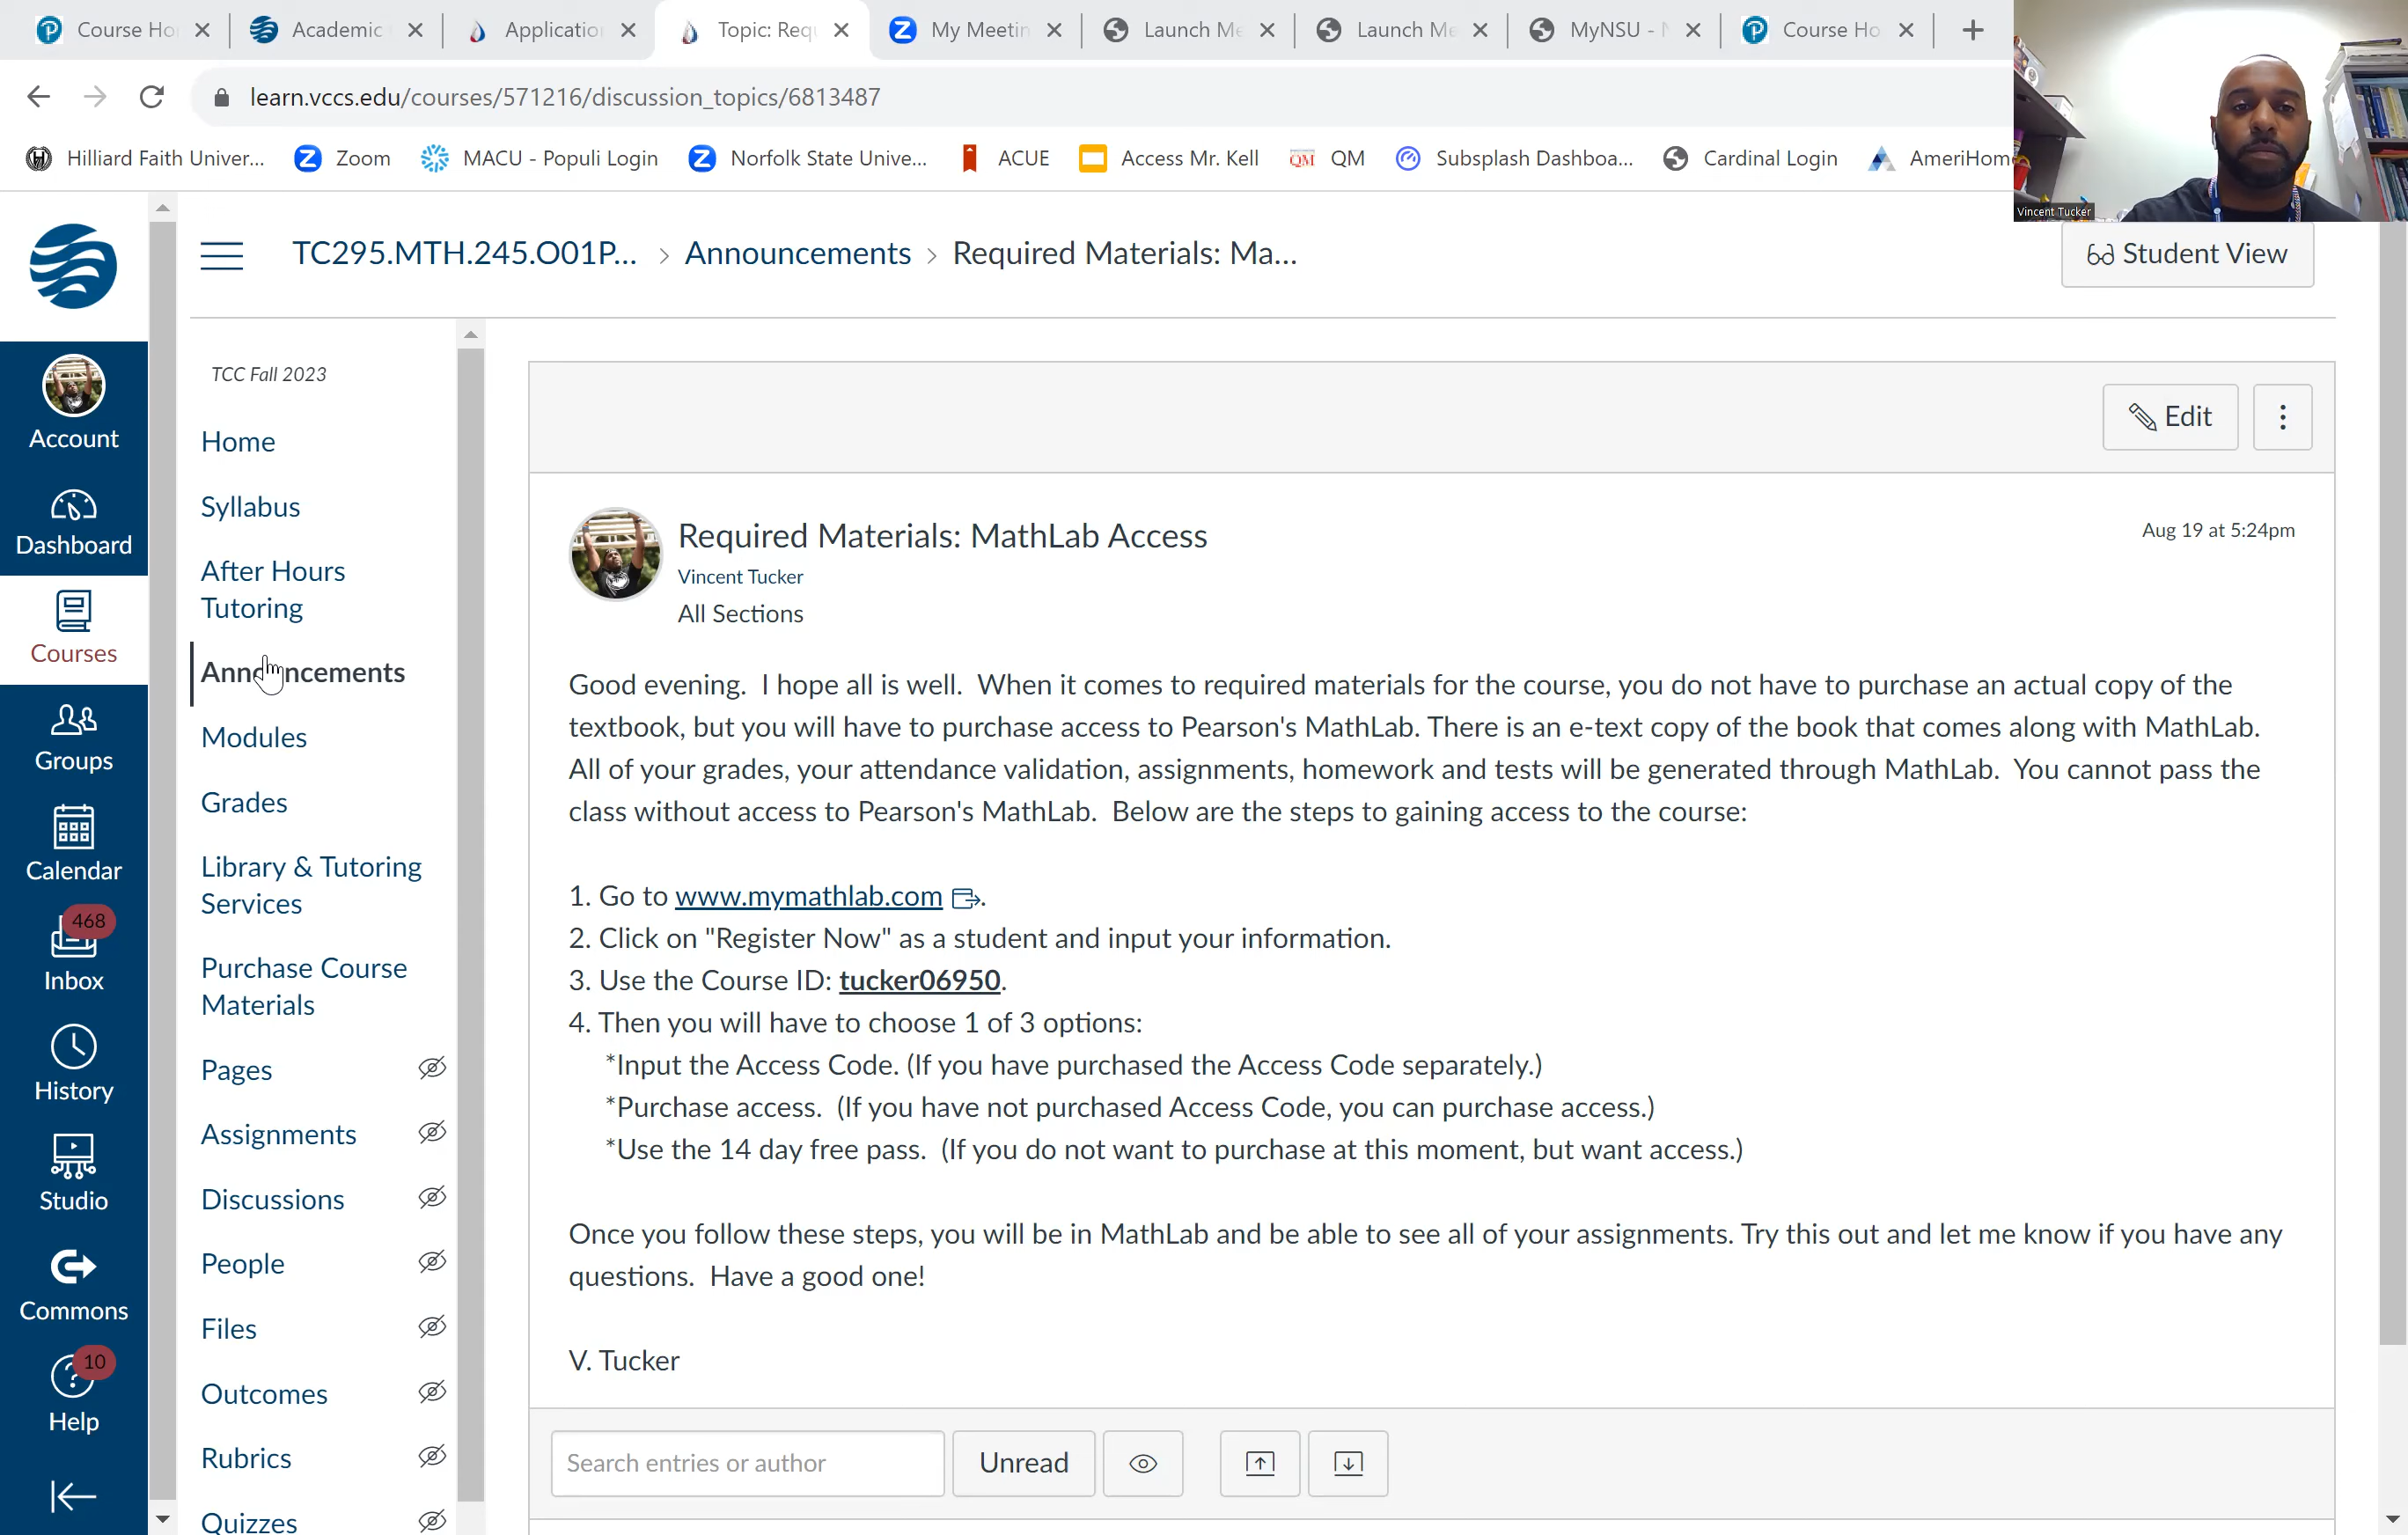 Course Ho
Academic
Applicatio
Topic: Requ
My Meetin
Launch Me
Launch Me
MyNSU - N
Course Ho
learn.vccs.edu/courses/571216/discussion_topics/6813487
Hilliard Faith Univer...
Zoom
MACU - Populi Login
Norfolk State Unive...
ACUE
Access Mr. Kell
QM QM
Subsplash Dashboa...
Cardinal Login
AmeriHome
Vincent Tucker
TC295.MTH.245.O01P... > Announcements > Required Materials: Ma...
Student View
Account
Dashboard
Courses
Groups
Calendar
468
Inbox
History
Studio
Commons
10
Help
TCC Fall 2023
Home
Syllabus
After Hours
Tutoring
Announcements
Modules
Grades
Library & Tutoring
Services
Purchase Course
Materials
Pages
Assignments
Discussions
People
Files
Outcomes
Rubrics
Quizzes
Edit
Required Materials: MathLab Access
Aug 19 at 5:24pm
Vincent Tucker
All Sections
Good evening.  I hope all is well.  When it comes to required materials for the course, you do not have to purchase an actual copy of the
textbook, but you will have to purchase access to Pearson's MathLab. There is an e-text copy of the book that comes along with MathLab.
All of your grades, your attendance validation, assignments, homework and tests will be generated through MathLab.  You cannot pass the
class without access to Pearson's MathLab.  Below are the steps to gaining access to the course:
1. Go to www.mymathlab.com.
2. Click on "Register Now" as a student and input your information.
3. Use the Course ID: tucker06950.
4. Then you will have to choose 1 of 3 options:
*Input the Access Code. (If you have purchased the Access Code separately.)
*Purchase access.  (If you have not purchased Access Code, you can purchase access.)
*Use the 14 day free pass.  (If you do not want to purchase at this moment, but want access.)
Once you follow these steps, you will be in MathLab and be able to see all of your assignments. Try this out and let me know if you have any
questions.  Have a good one!
V. Tucker
Search entries or author
Unread